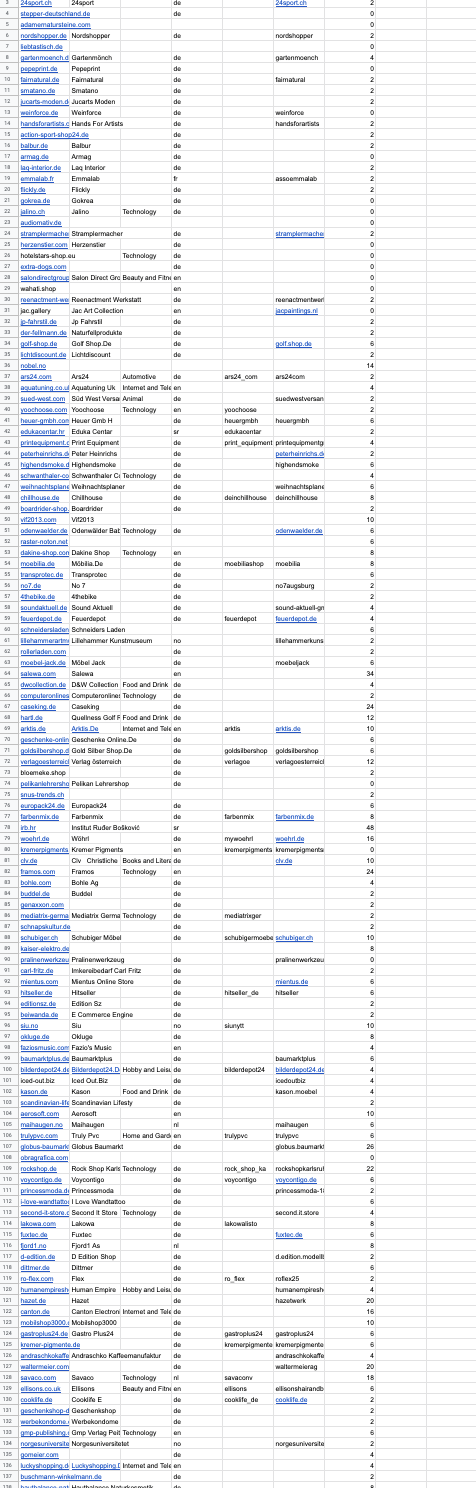 3 24sport.ch 24sport de 24sport.ch 2
4 stepper-deutschland.de de 0
5 adamernatursteine.com 0
6 nordshopper.de Nordshopper de nordshopper 2
7 lieblastisch.de 0
8 gartenmoench.d Gartenmönch de gartenmoench 4
9 pepeprint.de Pepeprint de 0
10 fairnatural.de Fairnatural de fairnatural 2
11 smatano.de Smatano de 2
12 jucarts-moden.d Jucarts Moden de 2
13 weinforce.de Weinforce de weinforce 0
14 handsforartists.c Hands For Artists de handsforartists 2
15 action-sport-shop24.de de 2
16 balbur.de Balbur de 2
17 armag.de Armag de 0
18 laq-interior.de Laq Interior de 2
19 emmalab.fr Emmalab fr assoemmalab 2
20 flickly.de Flickly de 2
21 gokrea.de Gokrea de 0
22 jalino.ch Jalino Technology de 0
23 audiomativ.de 0
24 stramplermacher Stramplermacher de stramplermache 2
25 herzenstier.com Herzenstier de 0
26 hotelstars-shop.eu Technology de 0
27 extra-dogs.com de 0
28 salondirectgroup Salon Direct Gro Beauty and Fitne en 0
29 wahati.shop en 0
30 reenactment-wer Reenactment Werkstatt de reenactmentwerl 2
31 jac.gallery Jac Art Collection en jacpaintings.nl 0
32 jp-fahrstil.de Jp Fahrstil de 2
33 der-fellmann.de Naturfellprodukte de 2
34 golf-shop.de Golf Shop.De de golf.shop.de 6
35 lichtdiscount.de Lichtdiscount de 2
36 nobel.no 14
37 ars24.com Ars24 Automotive de ars24_com ars24com 2
38 aquatuning.co.ul Aquatuning Uk Internet and Tele en 4
39 sued-west.com Süd West Versan Animal de suedwestversan 2
40 yoochoose.com Yoochoose Technology en yoochoose 2
41 heuer-gmbh.com Heuer Gmb H de heuergmbh heuergmbh 6
42 edukacentar.hr Eduka Centar sr edukacentar 2
43 printequipment.c Print Equipment de print_equipment printequipmentg 4
44 peterheinrichs.de Peter Heinrichs de peterheinrichs.de 2
45 highendsmoke.d Highendsmoke de highendsmoke 6
46 schwanthaler-co Schwanthaler Cc Technology de 4
47 weihnachtsplane Weihnachtsplaner de weihnachtsplane 2
48 chillhouse.de Chillhouse de deinchillhouse deinchillhouse 8
49 boardrider-shop. Boardrider de 2
50 vif2013.com Vif2013 10
51 odenwaelder.de Odenwälder Bab Technology de odenwaelder.de 8
52 raster-noton.net 6
53 dakine-shop.com Dakine Shop Technology en 8
54 moebilia.de Möbilia.De de moebiliashop moebilia 8
55 transprotec.de Transprotec de 6
56 no7.de No 7 de no7augsburg 2
57 4thebike.de 4thebike de 2
58 soundaktuell.de Sound Aktuell de sound-aktuell-gr 4
59 feuerdepot.de Feuerdepot de feuerdepot feuerdepot.de 4
60 schneidersladen Schneiders Laden 6
61 lillehammerartmu Lillehammer Kunstmuseum no lillehammerkuns 2
62 rollerladen.com de 2
63 moebel-jack.de Möbel Jack de moebeljack 6
64 salewa.com Salewa en 34
65 dwcollection.de D&W Collection Food and Drink de 4
66 computeronlines Computeronlines Technology de 2
67 caseking.de Caseking de 24
68 hartl.de Quellness Golf F Food and Drink de 12
69 arktis.de Arktis.De Internet and Tele en arktis arktis.de 10
70 geschenke-onlin Geschenke Online.De de 6
71 goldsilbershop.d Gold Silber Shop.De de goldsilbershop goldsilbershop 6
72 verlagoesterreicl Verlag österreich de verlagoe verlagoesterreicl 12
73 bloemeke.shop de 2
74 pelikanlehrersho Pelikan Lehrershop de 0
75 snus-trends.ch 2
76 europack24.de Europack24 de 6
77 farbenmix.de Farbenmix de farbenmix farbenmix.de 8
78 irb.hr Institut Ruđer Bošković sr 48
79 woehrl.de Wöhrl de mywoehrl woehrl.de 16
80 kremerpigments Kremer Pigments en kremerpigments kremerpigments 0
81 clv.de Clv Christliche Books and Litera de clv.de 10
82 framos.com Framos Technology en 24
83 bohle.com Bohle Ag de 4
84 buddel.de Buddel de 2
85 genaxxon.com de 2
86 mediatrix-germa Mediatrix Germa Technology de mediatrixger 2
87 schnapskultur.de de 2
88 schubiger.ch Schubiger Möbel de schubigermoebe schubiger.ch 10
89 kaiser-elektro.de 8
90 pralinenwerkzeu Pralinenwerkzeug de pralinenwerkzeu 0
91 carl-fritz.de Imkereibedarf Carl Fritz de 2
92 mientus.com Mientus Online Store de mientus.de 6
93 hitseller.de Hitseller de hitseller_de hitseller 6
94 editionsz.de Edition Sz de 2
95 beiwanda.de E Commerce Engine de 2
96 siu.no Siu no siunytt 10
97 okluge.de Okluge de 8
98 faziosmusic.com Fazio's Music en 4
99 baumarktplus.de Baumarktplus de baumarktplus 6
100 bilderdepot24.de Bilderdepot24.D Hobby and Leisu de bilderdepot24 bilderdepot24.de 4
101 iced-out.biz Iced Out.Biz de icedoutbiz 4
102 kason.de Kason Food and Drink de kason.moebel 4
103 scandinavian-life Scandinavian Lifesty de 2
104 aerosoft.com Aerosoft en 10
105 maihaugen.no Maihaugen nl maihaugen 6
106 trulypvc.com Truly Pvc Home and Garde en trulypvc trulypvc 6
107 globus-baumarkt Globus Baumarkt de globus.baumarkt 26
108 obragrafica.com 0
109 rockshop.de Rock Shop Karls Technology de rock_shop_ka rockshopkarlsrul 22
110 voycontigo.de Voycontigo de voycontigo voycontigo.de 6
111 princessmoda.de Princessmoda de princessmoda-1 2
112 i-love-wandtattoo I Love Wandtattoo de 6
113 second-it-store.c Second It Store Technology de second.it.store 4
114 lakowa.com Lakowa de lakowalisto 8
115 fuxtec.de Fuxtec de fuxtec.de 6
116 fjord1.no Fjord1 As nl 8
117 d-edition.de D Edition Shop de d.edition.modell 2
118 dittmer.de Dittmer de 6
119 ro-flex.com Flex de ro_flex roflex25 2
120 humanempiresh Human Empire Hobby and Leisu de humanempiresh 4
121 hazet.de Hazet de hazetwerk 20
122 canton.de Canton Electroni Internet and Tele de 16
123 mobilshop3000.c Mobilshop3000 10
124 gastroplus24.de Gastro Plus24 de gastroplus24 gastroplus24 6
125 kremer-pigmente.de de kremerpigmente kremerpigmente 6
126 andraschkokaffe Andraschko Kaffeemanufaktur de andraschkokaffe 4
127 waltermeier.com de waltermeierag 20
128 savaco.com Savaco Technology nl savaconv 18
129 ellisons.co.uk Ellisons Beauty and Fitne en ellisons ellisonshairandb 6
130 cooklife.de Cooklife E de cooklife_de cooklife.de 2
131 geschenkshop-d Geschenkshop de 2
132 werbekondome. Werbekondome de 2
133 gmp-publishing.c Gmp Verlag Peit Technology en 6
134 norgesuniversite Norgesuniversitetet no norgesuniversite 2
135 gomeier.com de 4
136 luckyshopping.d Luckyshopping.D Internet and Tele en 4
137 buschmann-winkelmann.de de 2